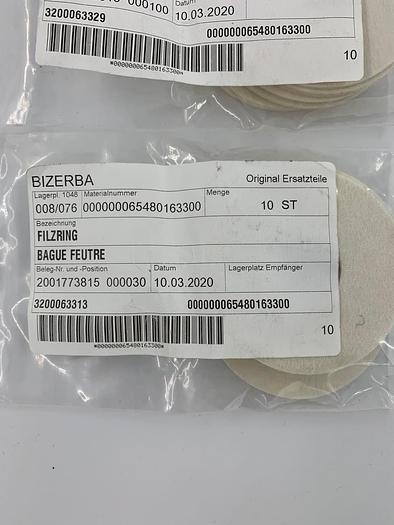 000100 Datum
10.03.2020
3200063329 000000065480163300
*000000065480163300*
10
BIZERBA Original Ersatzteile
Lagerpl. 1048 Materialnummer Menge
008/076 000000065480163300 10 ST
Bezeichnung
FILZRING
BAGUE FEUTRE
Beleg-Nr. und -Position Datum Lagerplatz Empfänger
2001773815 000030 10.03.2020
3200063313 000000065480163300
*000000065480163300*
10